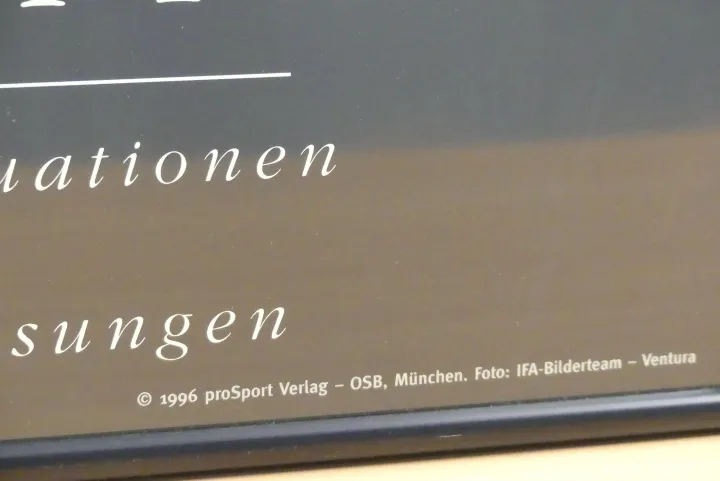 uationen
sungen
© 1996 proSport Verlag – OSB, München. Foto: IFA-Bilderteam – Ventura